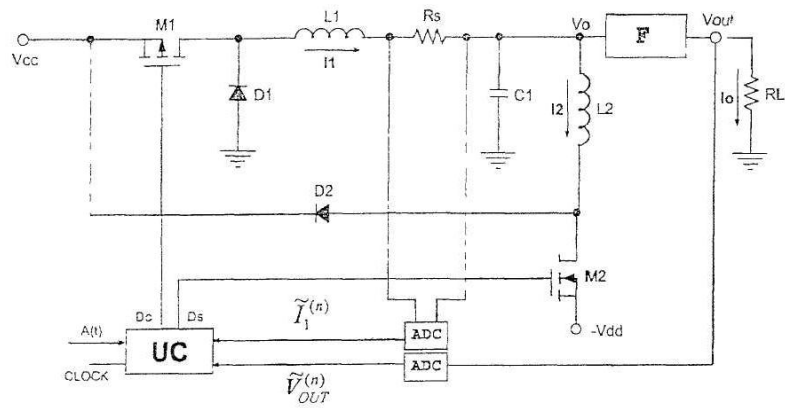 M1
L1
Rs
Vo
Vout
Vcc
I1
F
D1
C1
I2
L2
Io
RL
D2
M2
Dc
Ds
Ĩ₁⁽ⁿ⁾
-Vdd
A(t)
UC
ADC
ADC
CLOCK
Ṽ_OUT⁽ⁿ⁾